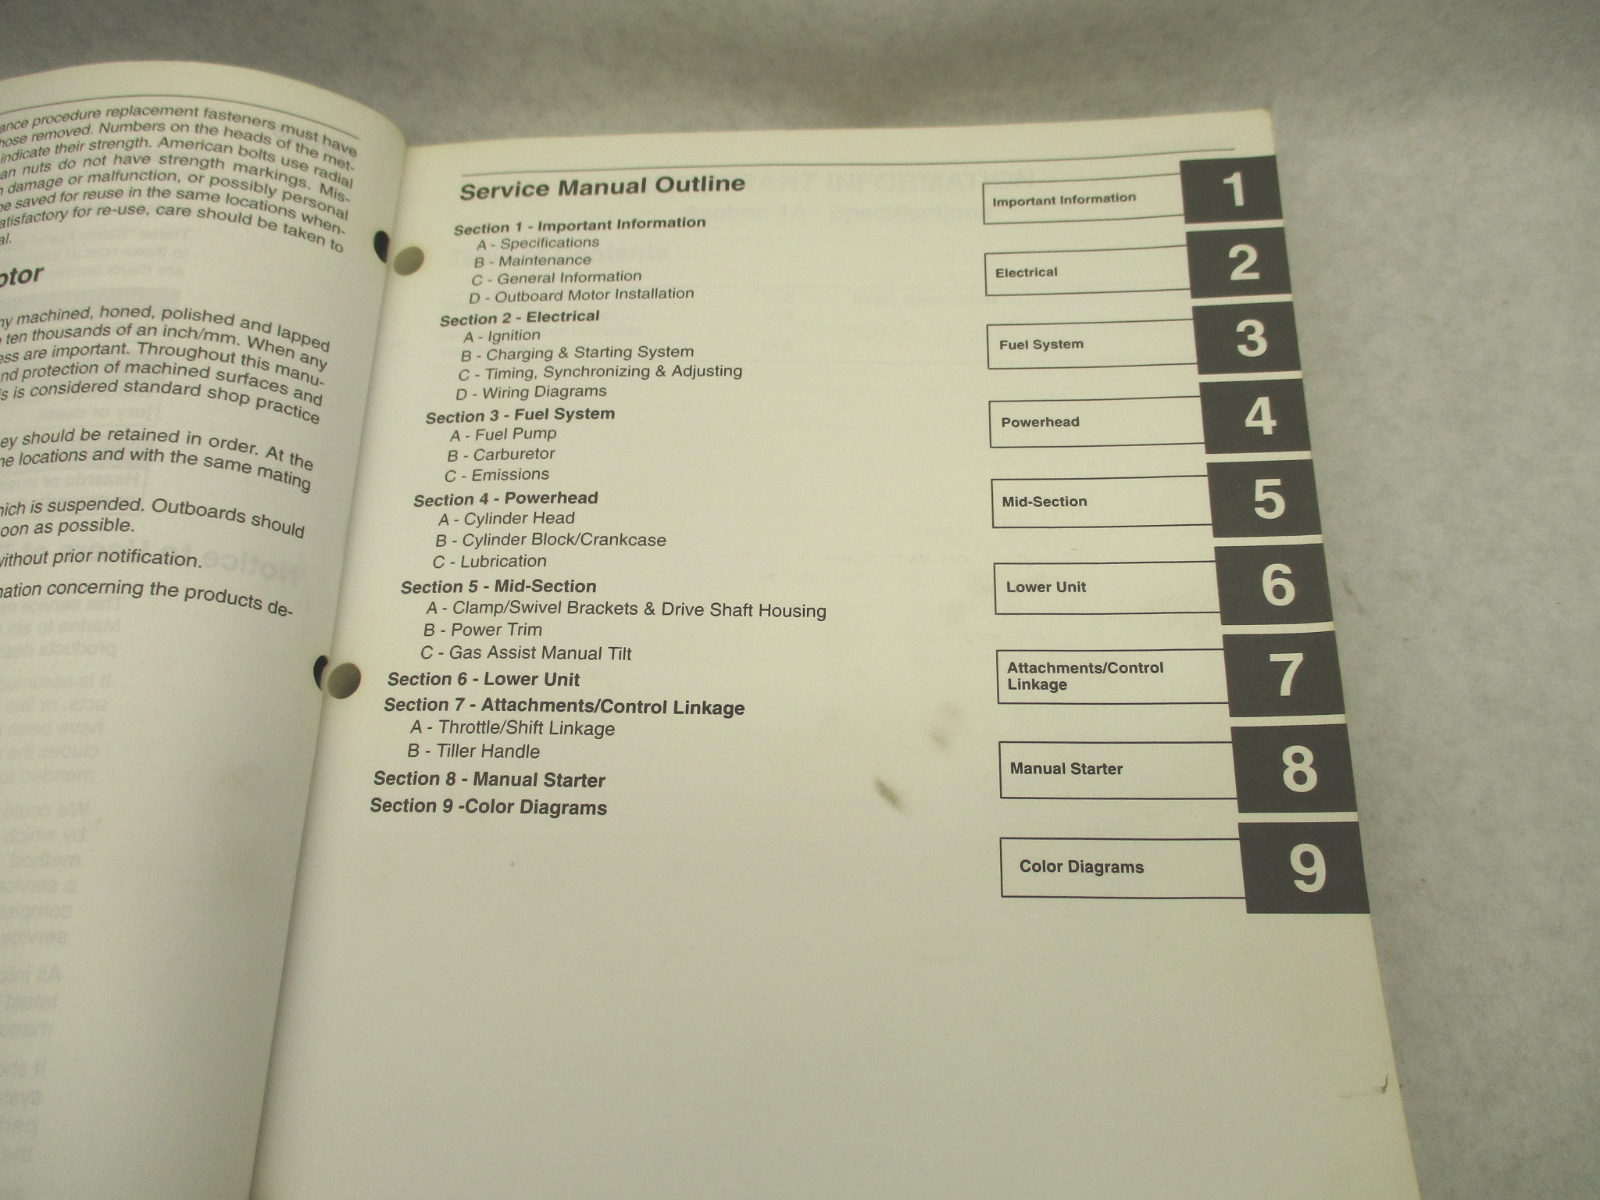 ance procedure replacement fasteners must have
hose removed. Numbers on the heads of the met-
indicate their strength. American bolts use radial
an nuts do not have strength markings. Mis-
damage or malfunction, or possibly personal
be saved for reuse in the same locations when-
atisfactory for re-use, care should be taken to
al.
otor
ny machined, honed, polished and lapped
ten thousands of an inch/mm. When any
ess are important. Throughout this manu-
nd protection of machined surfaces and
is is considered standard shop practice
ey should be retained in order. At the
ne locations and with the same mating
hich is suspended. Outboards should
oon as possible.
without prior notification.
nation concerning the products de-
Service Manual Outline
Section 1 - Important Information
A - Specifications
B - Maintenance
C - General Information
D - Outboard Motor Installation
Section 2 - Electrical
A - Ignition
B - Charging & Starting System
C - Timing, Synchronizing & Adjusting
D - Wiring Diagrams
Section 3 - Fuel System
A - Fuel Pump
B - Carburetor
C - Emissions
Section 4 - Powerhead
A - Cylinder Head
B - Cylinder Block/Crankcase
C - Lubrication
Section 5 - Mid-Section
A - Clamp/Swivel Brackets & Drive Shaft Housing
B - Power Trim
C - Gas Assist Manual Tilt
Section 6 - Lower Unit
Section 7 - Attachments/Control Linkage
A - Throttle/Shift Linkage
B - Tiller Handle
Section 8 - Manual Starter
Section 9 -Color Diagrams
Important Information 1
Electrical 2
Fuel System 3
Powerhead 4
Mid-Section 5
Lower Unit 6
Attachments/Control
Linkage 7
Manual Starter 8
Color Diagrams 9